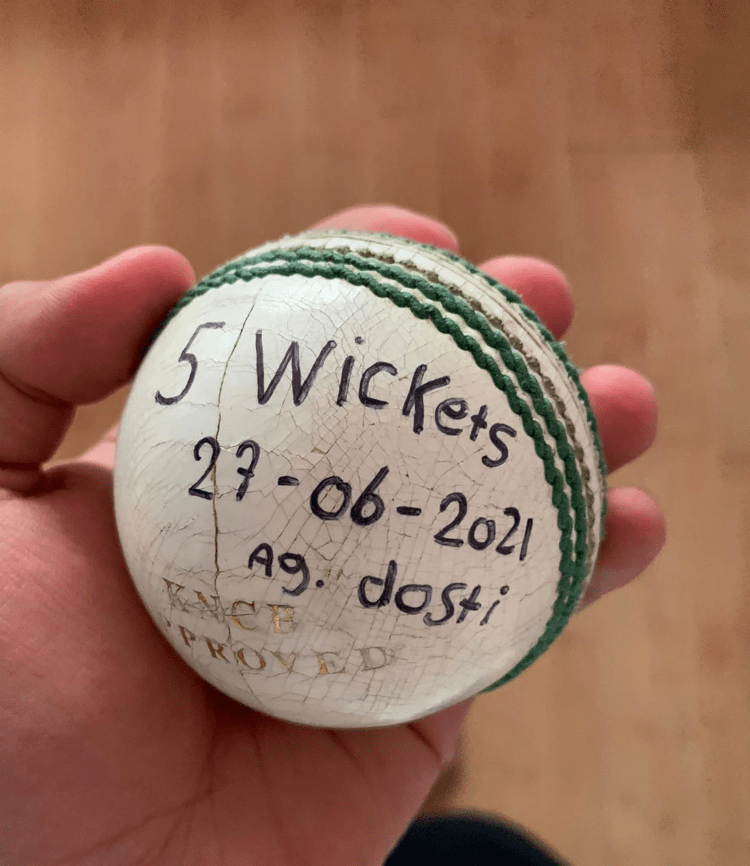 5 Wickets
27-06-2021
Ag. dosti
KNCB
PROVED